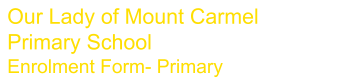 Our Lady of Mount Carmel
Primary School
Enrolment Form- Primary